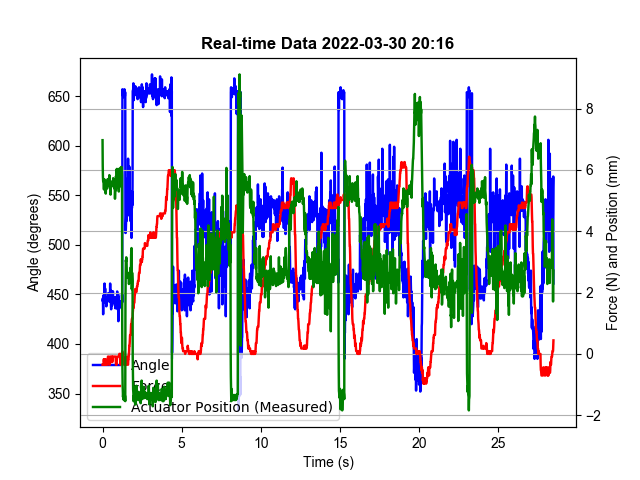 Real-time Data 2022-03-30 20:16
Angle (degrees)
650
600
550
500
450
400
350
8
6
4
2
0
−2
Force (N) and Position (mm)
Angle
Force
Actuator Position (Measured)
0
5
10
15
20
25
Time (s)